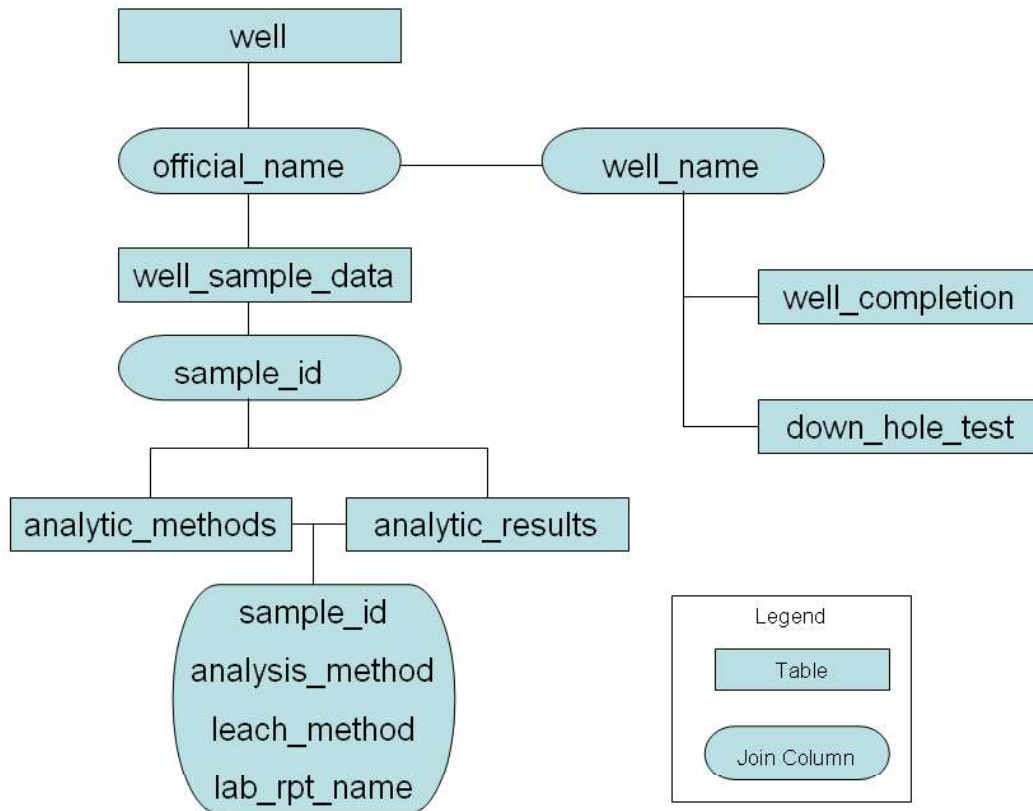 well
official_name
well_name
well_sample_data
well_completion
sample_id
down_hole_test
analytic_methods
analytic_results
sample_id
analysis_method
leach_method
lab_rpt_name
Legend
Table
Join Column